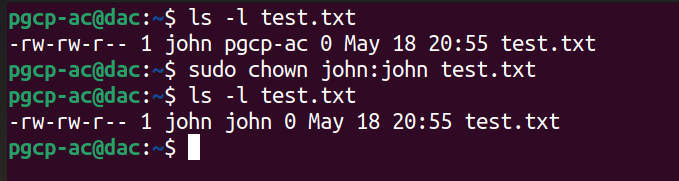 pgcp-ac@dac:~$ ls -l test.txt
-rw-rw-r-- 1 john pgcp-ac 0 May 18 20:55 test.txt
pgcp-ac@dac:~$ sudo chown john:john test.txt
pgcp-ac@dac:~$ ls -l test.txt
-rw-rw-r-- 1 john john 0 May 18 20:55 test.txt
pgcp-ac@dac:~$